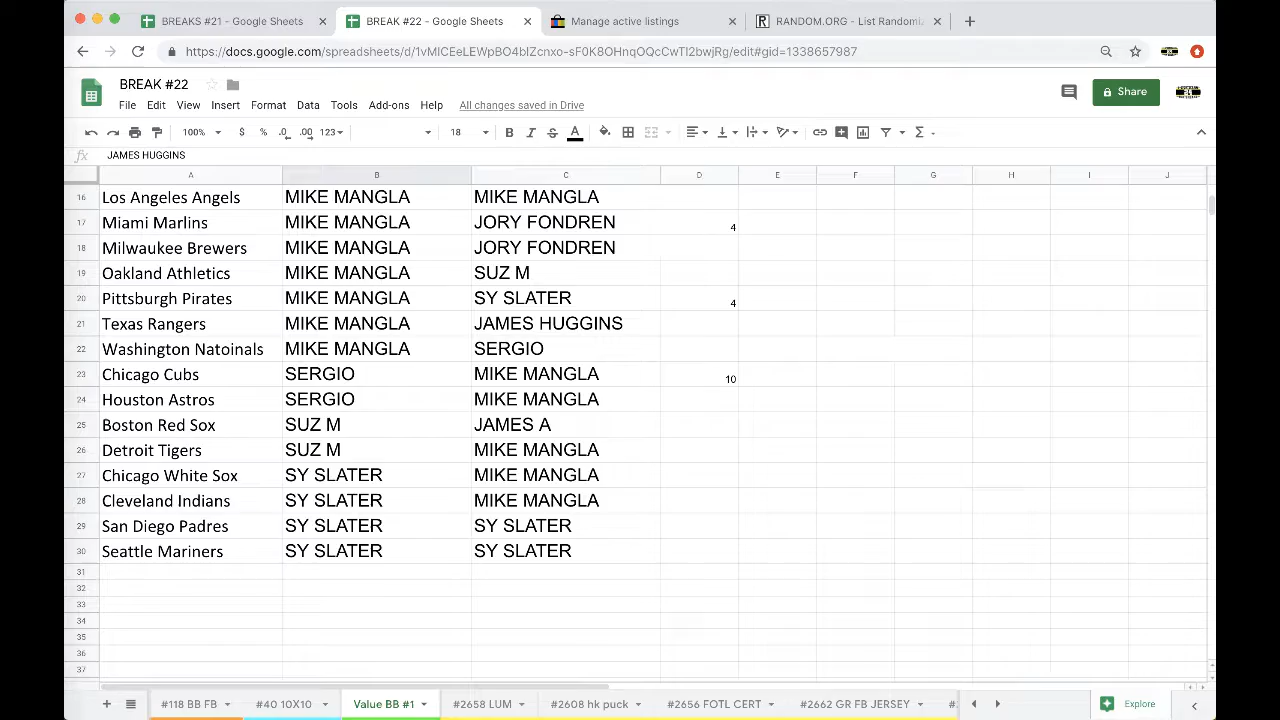 BREAKS #21 - Google Sheets
BREAK #22 - Google Sheets
Manage active listings
RANDOM.ORG - List Randomi
https://docs.google.com/spreadsheets/d/1vMICEeLEWpBO4bIZcnxo-sF0K8OHnqOQcCwTI2bwjRg/edit#gid=1338657987
BREAK #22
Share
File Edit View Insert Format Data Tools Add-ons Help All changes saved in Drive
100% $ % .0 .00 123 18 B I S A
fx JAMES HUGGINS
A B C D E F G H I J
16 Los Angeles Angels MIKE MANGLA MIKE MANGLA
17 Miami Marlins MIKE MANGLA JORY FONDREN 4
18 Milwaukee Brewers MIKE MANGLA JORY FONDREN
19 Oakland Athletics MIKE MANGLA SUZ M
20 Pittsburgh Pirates MIKE MANGLA SY SLATER 4
21 Texas Rangers MIKE MANGLA JAMES HUGGINS
22 Washington Natoinals MIKE MANGLA SERGIO
23 Chicago Cubs SERGIO MIKE MANGLA 10
24 Houston Astros SERGIO MIKE MANGLA
25 Boston Red Sox SUZ M JAMES A
26 Detroit Tigers SUZ M MIKE MANGLA
27 Chicago White Sox SY SLATER MIKE MANGLA
28 Cleveland Indians SY SLATER MIKE MANGLA
29 San Diego Padres SY SLATER SY SLATER
30 Seattle Mariners SY SLATER SY SLATER
31
32
33
34
35
36
37
#118 BB FB #40 10X10 Value BB #1 #2658 LUM #2608 hk puck #2656 FOTL CERT #2662 GR FB JERSEY Explore